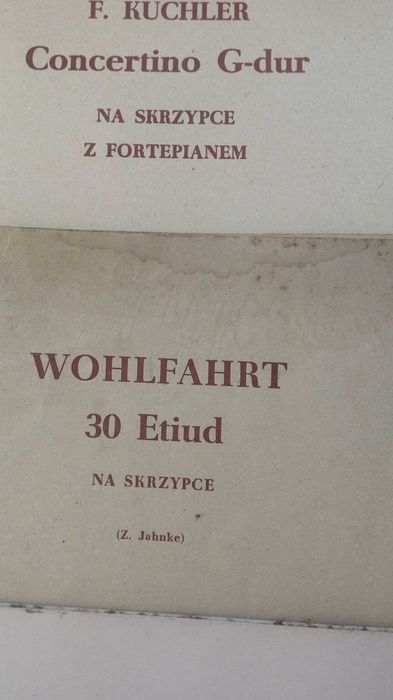 F. KUCHLER
Concertino G-dur
NA SKRZYPCE
Z FORTEPIANEM
WOHLFAHRT
30 Etiud
NA SKRZYPCE
(Z. Jahnke)